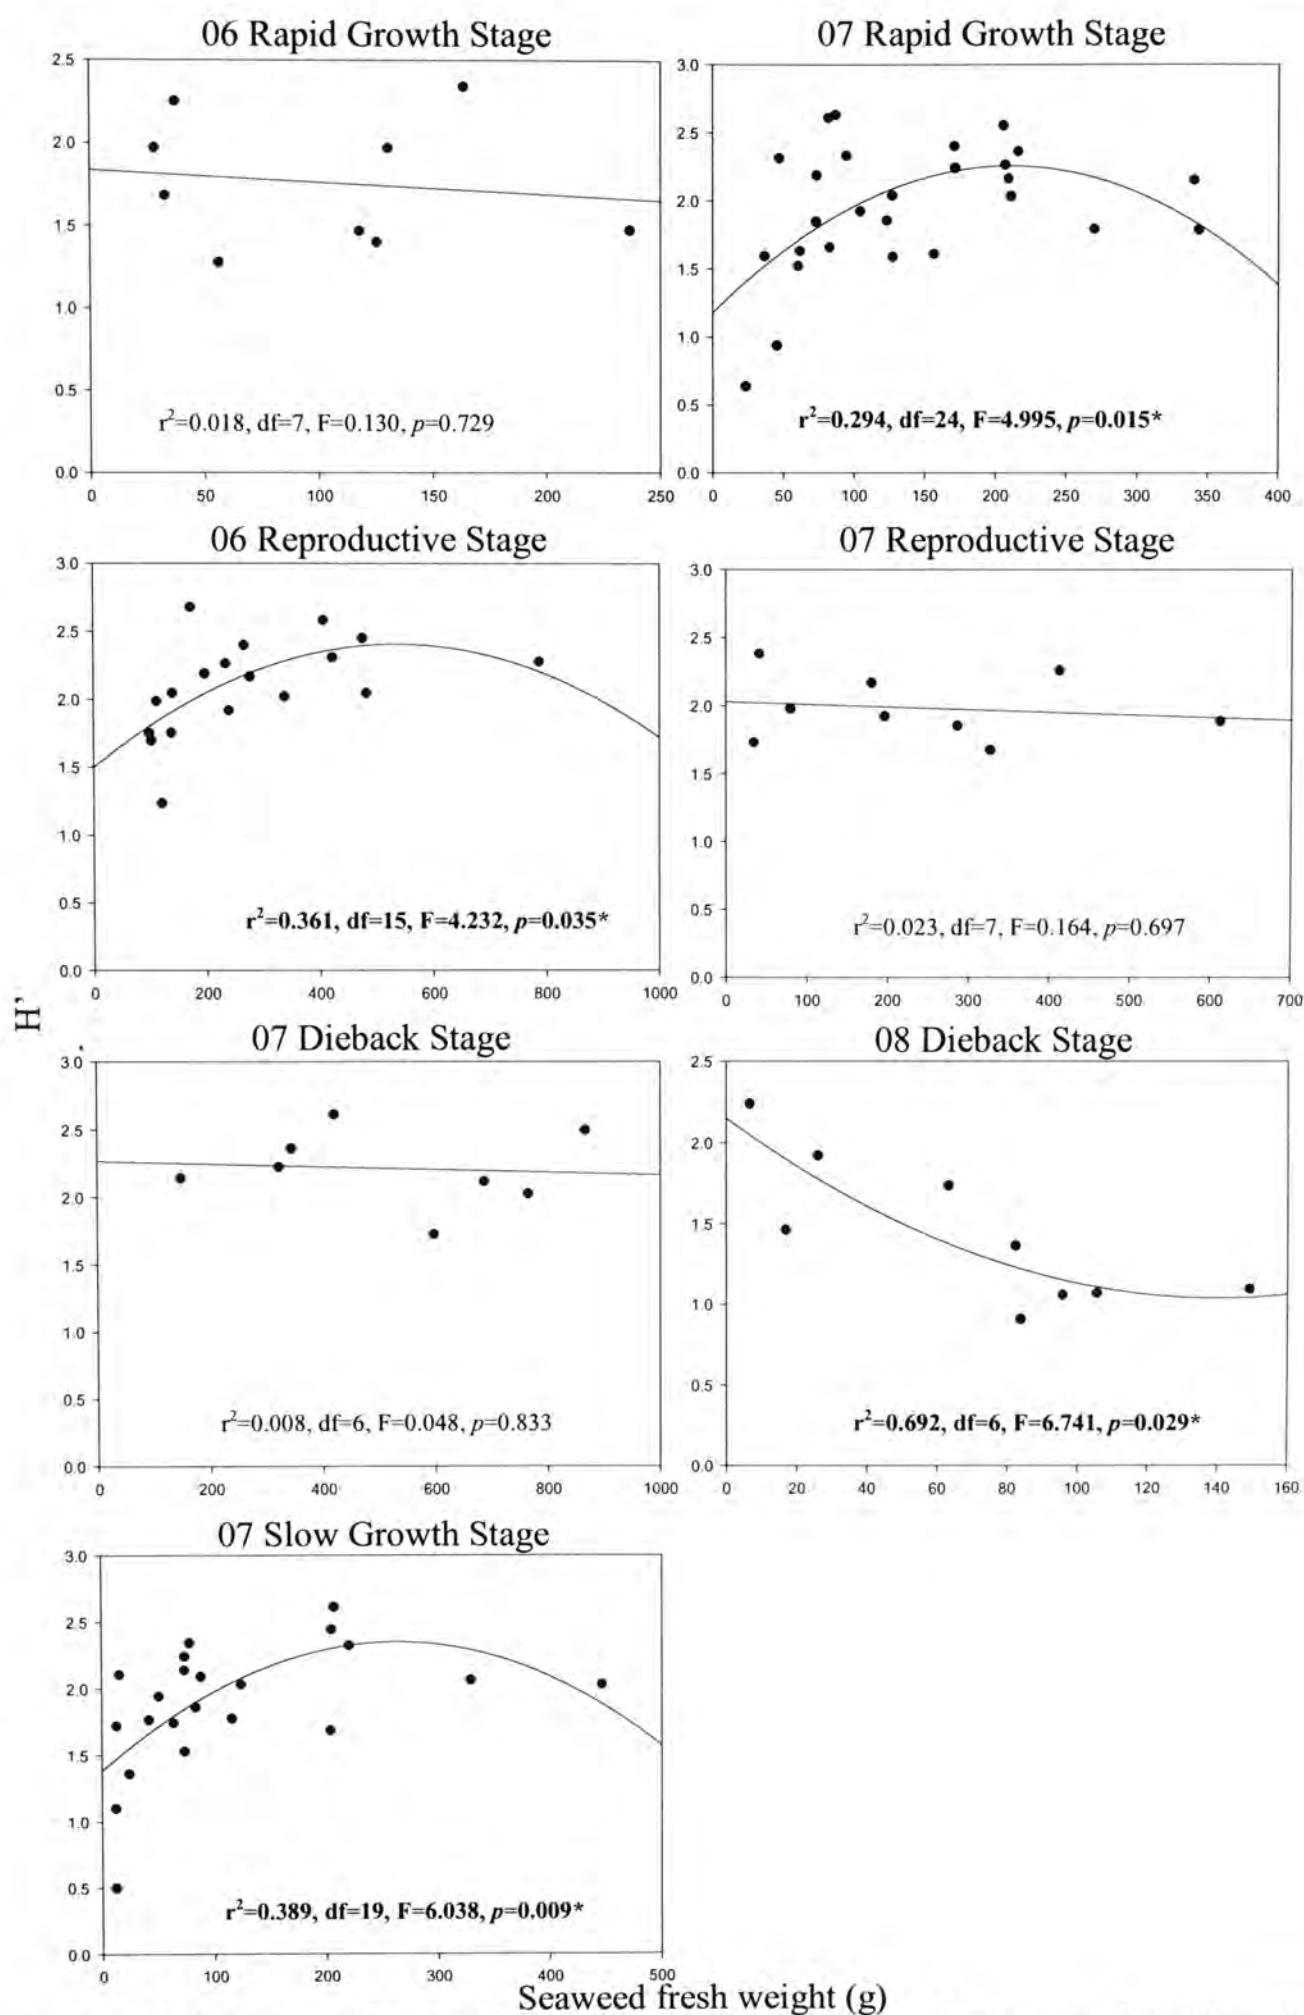 06 Rapid Growth Stage
2.5
2.0
1.5
1.0
0.5
0.0
r²=0.018, df=7, F=0.130, p=0.729
0 50 100 150 200 250
07 Rapid Growth Stage
3.0
2.5
2.0
1.5
1.0
0.5
0.0
r²=0.294, df=24, F=4.995, p=0.015*
0 50 100 150 200 250 300 350 400
06 Reproductive Stage
3.0
2.5
2.0
1.5
1.0
0.5
0.0
r²=0.361, df=15, F=4.232, p=0.035*
0 200 400 600 800 1000
07 Reproductive Stage
3.0
2.5
2.0
1.5
1.0
0.5
0.0
r²=0.023, df=7, F=0.164, p=0.697
0 100 200 300 400 500 600 700
H'
07 Dieback Stage
3.0
2.5
2.0
1.5
1.0
0.5
0.0
r²=0.008, df=6, F=0.048, p=0.833
0 200 400 600 800 1000
08 Dieback Stage
2.5
2.0
1.5
1.0
0.5
0.0
r²=0.692, df=6, F=6.741, p=0.029*
0 20 40 60 80 100 120 140 160
07 Slow Growth Stage
3.0
2.5
2.0
1.5
1.0
0.5
0.0
r²=0.389, df=19, F=6.038, p=0.009*
0 100 200 300 400 500
Seaweed fresh weight (g)